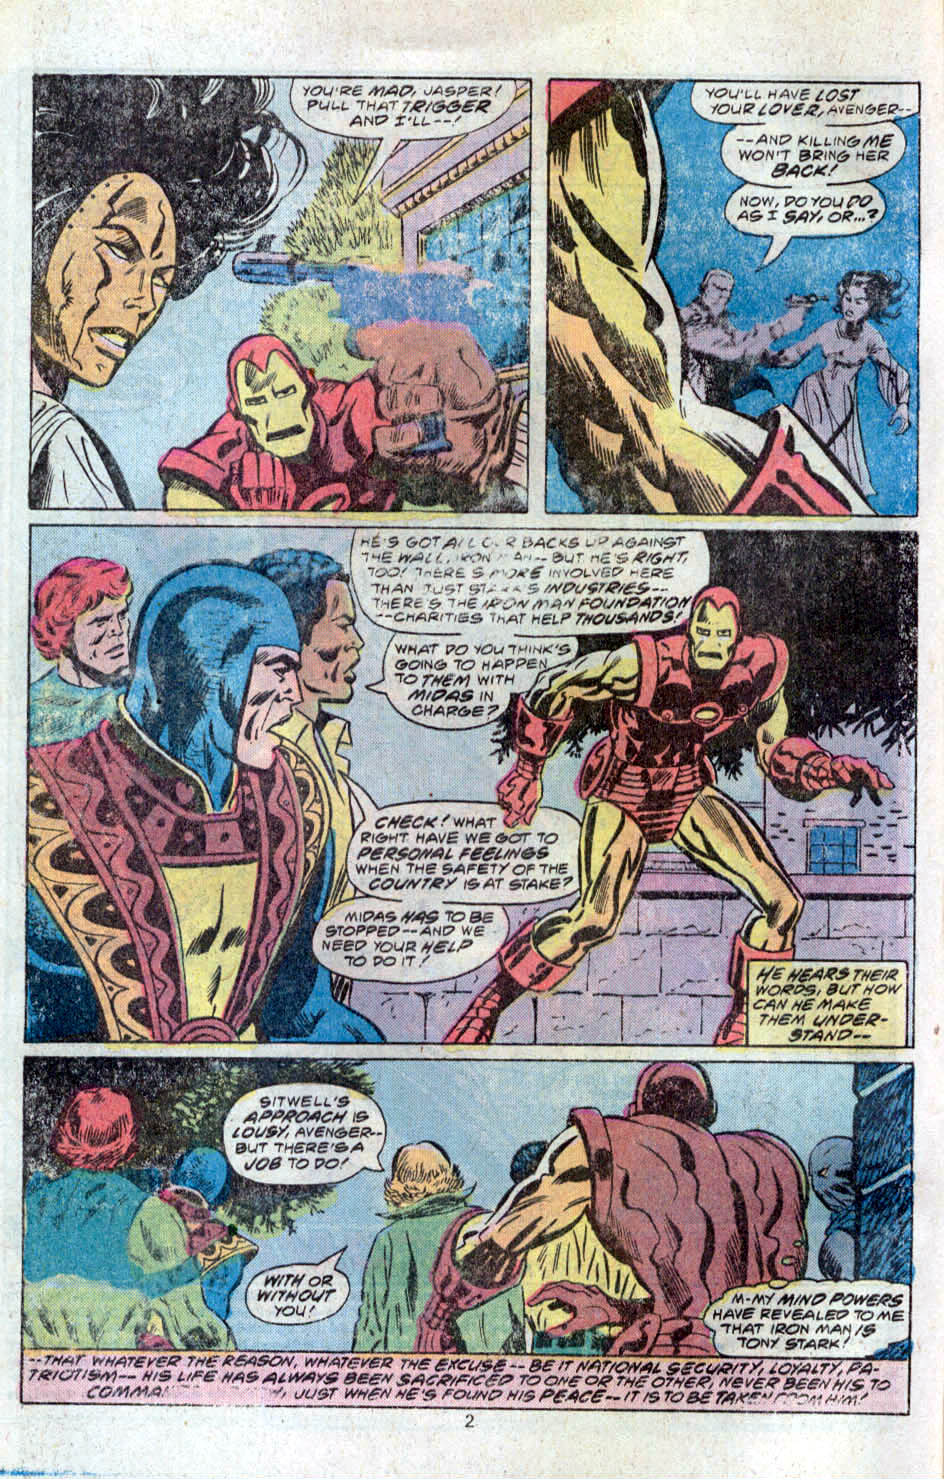 YOU'RE MAD, JASPER!
PULL THAT TRIGGER
AND I'LL--!
YOU'LL HAVE LOST
YOUR LOVER, AVENGER--
--AND KILLING ME
WON'T BRING HER
BACK!
NOW, DO YOU DO
AS I SAY, OR...?
HE'S GOT ALL OUR BACKS UP AGAINST
THE WALL, IRON MAN-- BUT HE'S RIGHT,
TOO! THERE'S MORE INVOLVED HERE
THAN JUST STARK'S INDUSTRIES--
THERE'S THE IRON MAN FOUNDATION
--CHARITIES THAT HELP THOUSANDS!
WHAT DO YOU THINK'S
GOING TO HAPPEN
TO THEM WITH
MIDAS IN
CHARGE?
CHECK! WHAT
RIGHT HAVE WE GOT TO
PERSONAL FEELINGS
WHEN THE SAFETY OF THE
COUNTRY IS AT STAKE?
MIDAS HAS TO BE
STOPPED--AND WE
NEED YOUR HELP
TO DO IT!
HE HEARS THEIR
WORDS, BUT HOW
CAN HE MAKE
THEM UNDER-
STAND--
SITWELL'S
APPROACH IS
LOUSY, AVENGER--
BUT THERE'S A
JOB TO DO!
WITH OR
WITHOUT
YOU!
M-MY MIND POWERS
HAVE REVEALED TO ME
THAT IRON MAN IS
TONY STARK!
--THAT WHATEVER THE REASON, WHATEVER THE EXCUSE-- BE IT NATIONAL SECURITY, LOYALTY, PA-
TRIOTISM-- HIS LIFE HAS ALWAYS BEEN SACRIFICED TO ONE OR THE OTHER, NEVER BEEN HIS TO
COMMAND. JUST WHEN HE'S FOUND HIS PEACE-- IT IS TO BE TAKEN FROM HIM!
2